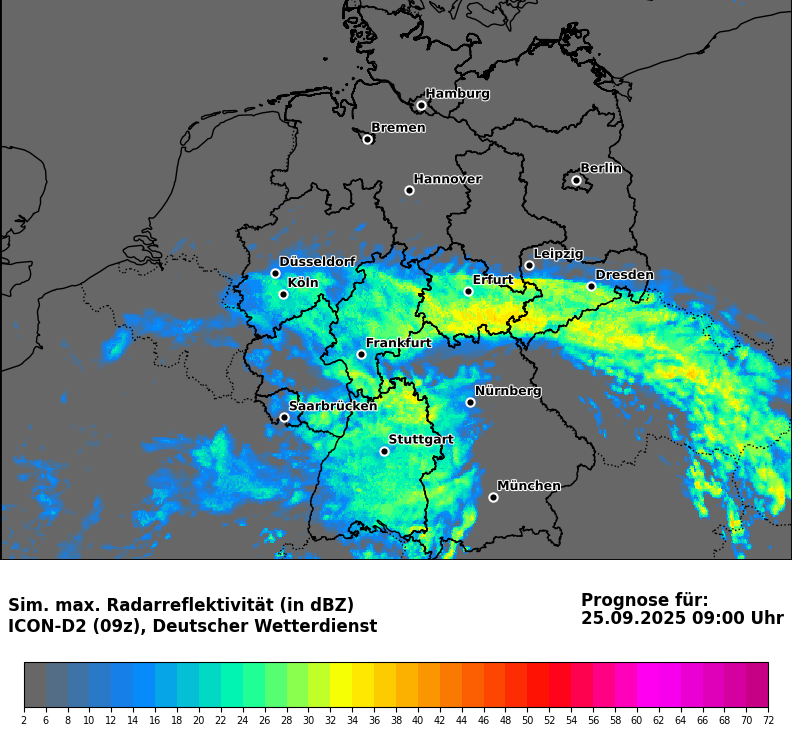 Hamburg
Bremen
Berlin
Hannover
Leipzig
Düsseldorf
Dresden
Erfurt
Köln
Frankfurt
Nürnberg
Saarbrücken
Stuttgart
München
Sim. max. Radarreflektivität (in dBZ)
ICON-D2 (09z), Deutscher Wetterdienst
Prognose für:
25.09.2025 09:00 Uhr
2 6 8 10 12 14 16 18 20 22 24 26 28 30 32 34 36 38 40 42 44 46 48 50 52 54 56 58 60 62 64 66 68 70 72